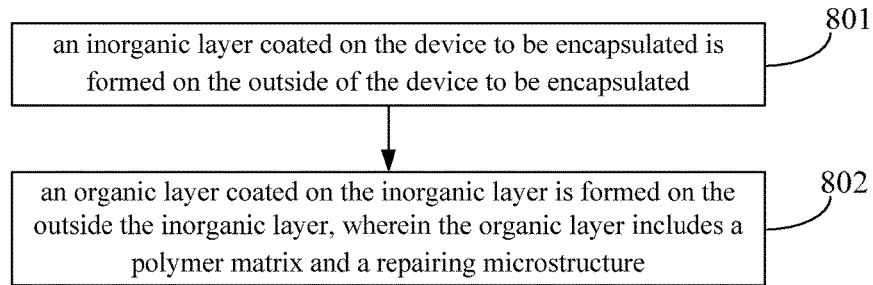 801
an inorganic layer coated on the device to be encapsulated is
formed on the outside of the device to be encapsulated
802
an organic layer coated on the inorganic layer is formed on the
outside the inorganic layer, wherein the organic layer includes a
polymer matrix and a repairing microstructure